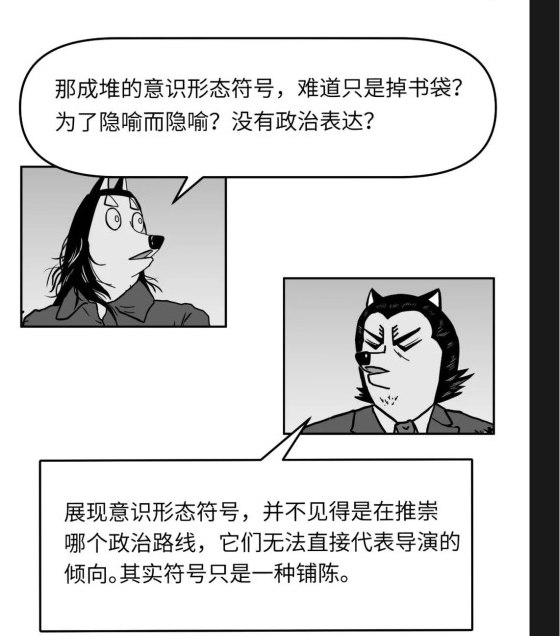 那成堆的意识形态符号，难道只是掉书袋？
为了隐喻而隐喻？没有政治表达？
展现意识形态符号，并不见得是在推崇
哪个政治路线，它们无法直接代表导演的
倾向。其实符号只是一种铺陈。